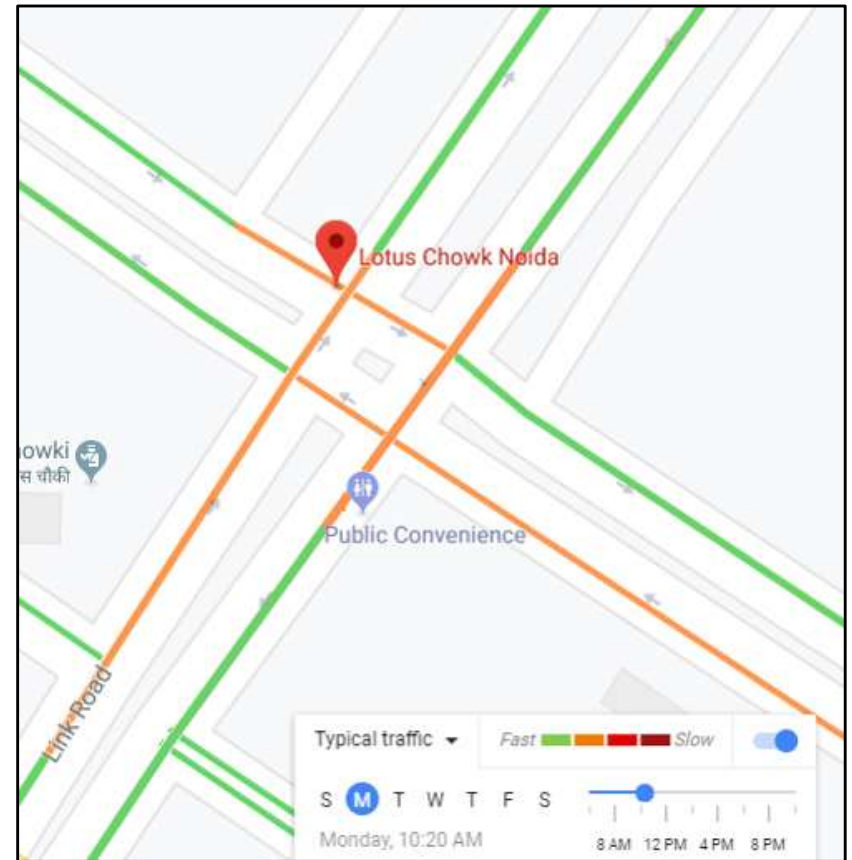 Lotus Chowk Noida
owki
स चौकी
Public Convenience
Link Road
Typical traffic
Fast Slow
S M T W T F S
Monday, 10:20 AM
8 AM 12 PM 4 PM 8 PM